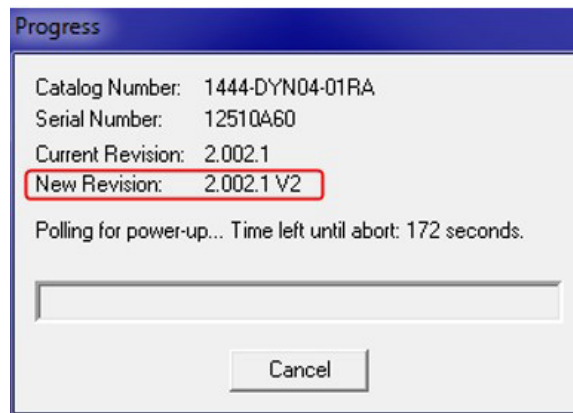 Progress
Catalog Number: 1444-DYN04-01RA
Serial Number: 12510A60
Current Revision: 2.002.1
New Revision: 2.002.1 V2
Polling for power-up... Time left until abort: 172 seconds.
Cancel